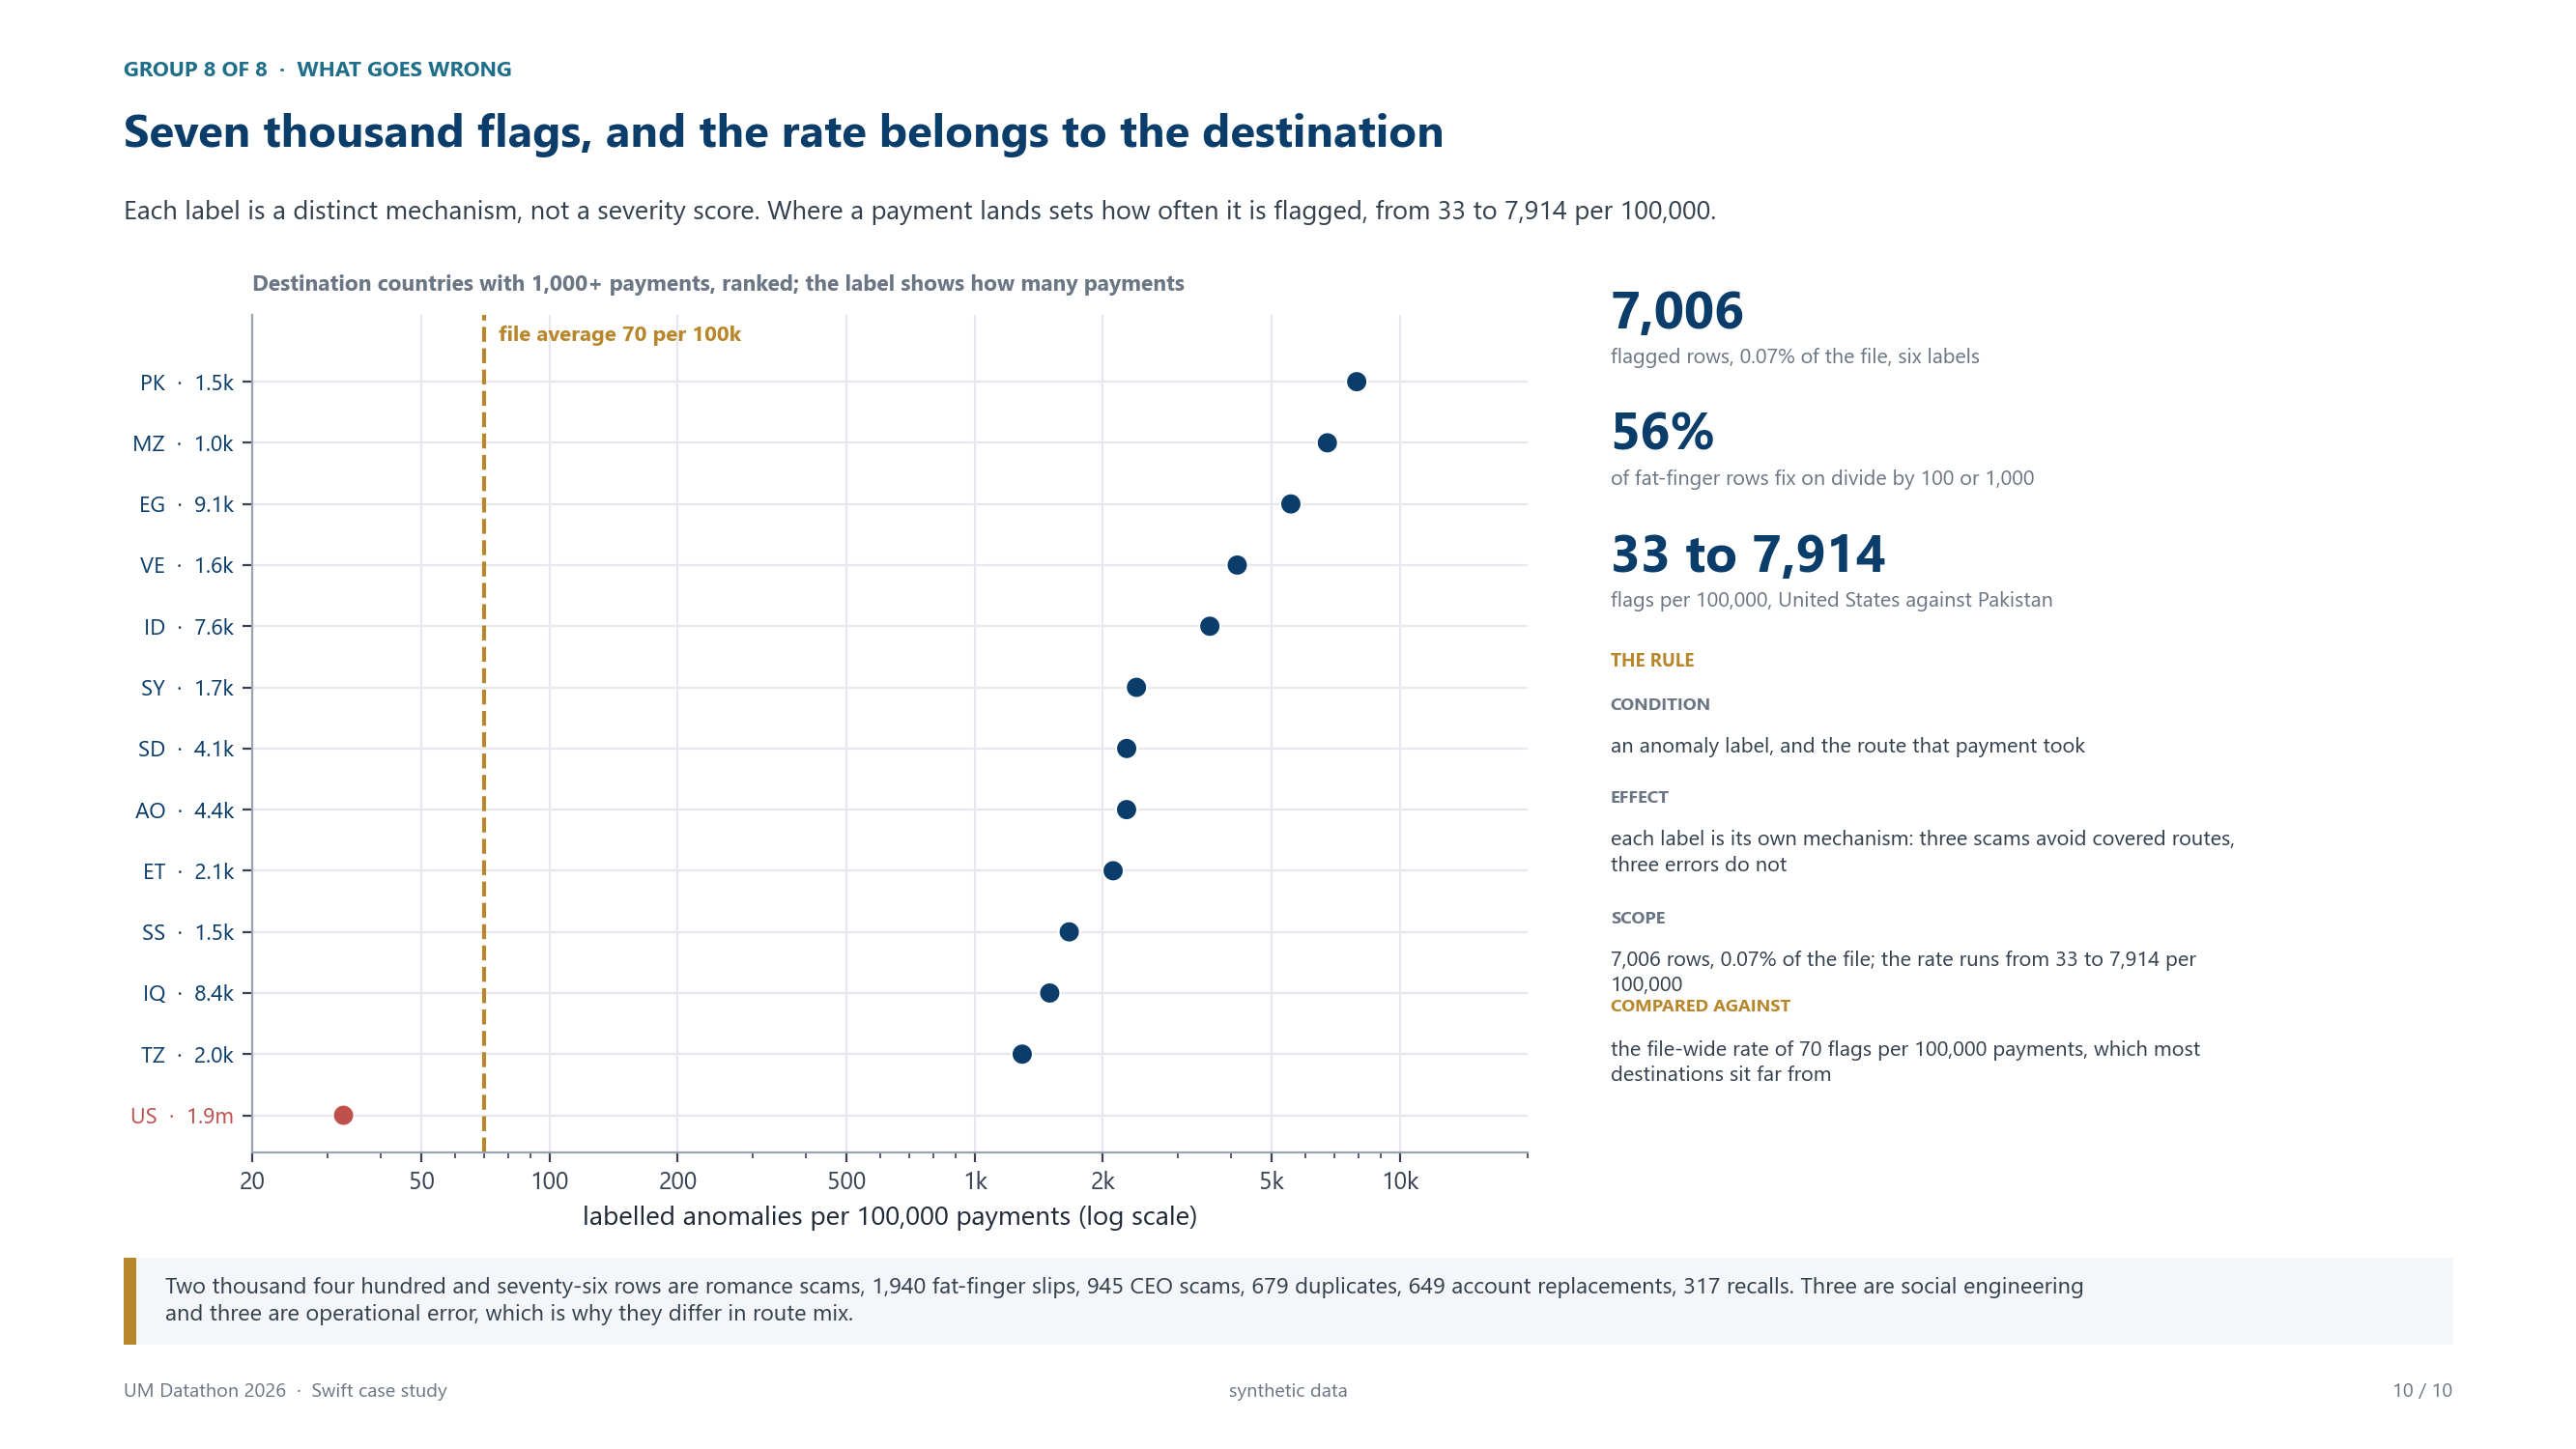 GROUP 8 OF 8 · WHAT GOES WRONG
Seven thousand flags, and the rate belongs to the destination
Each label is a distinct mechanism, not a severity score. Where a payment lands sets how often it is flagged, from 33 to 7,914 per 100,000.
Destination countries with 1,000+ payments, ranked; the label shows how many payments
file average 70 per 100k
PK · 1.5k
MZ · 1.0k
EG · 9.1k
VE · 1.6k
ID · 7.6k
SY · 1.7k
SD · 4.1k
AO · 4.4k
ET · 2.1k
SS · 1.5k
IQ · 8.4k
TZ · 2.0k
US · 1.9m
20 50 100 200 500 1k 2k 5k 10k
labelled anomalies per 100,000 payments (log scale)
7,006
flagged rows, 0.07% of the file, six labels
56%
of fat-finger rows fix on divide by 100 or 1,000
33 to 7,914
flags per 100,000, United States against Pakistan
THE RULE
CONDITION
an anomaly label, and the route that payment took
EFFECT
each label is its own mechanism: three scams avoid covered routes,
three errors do not
SCOPE
7,006 rows, 0.07% of the file; the rate runs from 33 to 7,914 per
100,000
COMPARED AGAINST
the file-wide rate of 70 flags per 100,000 payments, which most
destinations sit far from
Two thousand four hundred and seventy-six rows are romance scams, 1,940 fat-finger slips, 945 CEO scams, 679 duplicates, 649 account replacements, 317 recalls. Three are social engineering
and three are operational error, which is why they differ in route mix.
UM Datathon 2026 · Swift case study
synthetic data
10 / 10